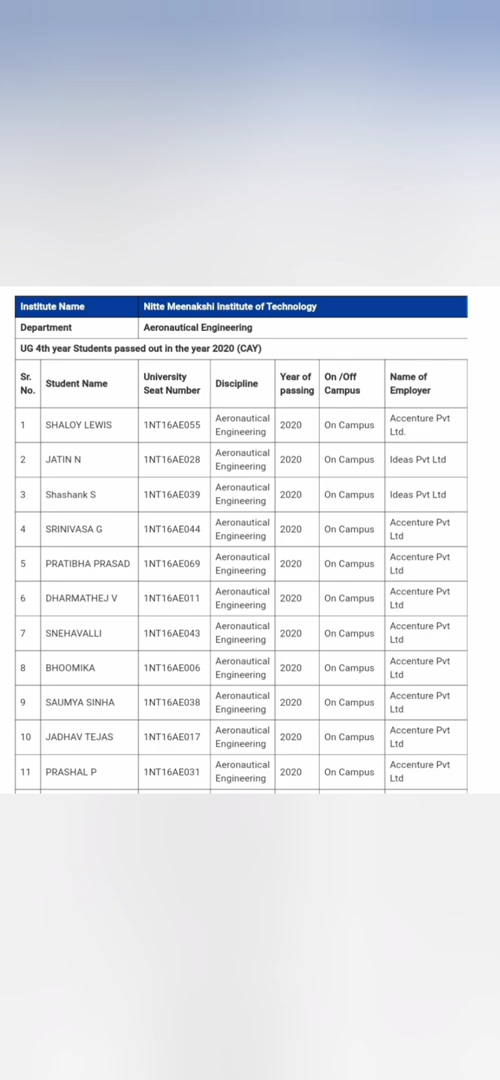 Institute Name Nitte Meenakshi Institute of Technology
Department Aeronautical Engineering
UG 4th year Students passed out in the year 2020 (CAY)
Sr. No. Student Name University Seat Number Discipline Year of passing On /Off Campus Name of Employer
1 SHALOY LEWIS 1NT16AE055 Aeronautical Engineering 2020 On Campus Accenture Pvt Ltd.
2 JATIN N 1NT16AE028 Aeronautical Engineering 2020 On Campus Ideas Pvt Ltd
3 Shashank S 1NT16AE039 Aeronautical Engineering 2020 On Campus Ideas Pvt Ltd
4 SRINIVASA G 1NT16AE044 Aeronautical Engineering 2020 On Campus Accenture Pvt Ltd
5 PRATIBHA PRASAD 1NT16AE069 Aeronautical Engineering 2020 On Campus Accenture Pvt Ltd
6 DHARMATHEJ V 1NT16AE011 Aeronautical Engineering 2020 On Campus Accenture Pvt Ltd
7 SNEHAVALLI 1NT16AE043 Aeronautical Engineering 2020 On Campus Accenture Pvt Ltd
8 BHOOMIKA 1NT16AE006 Aeronautical Engineering 2020 On Campus Accenture Pvt Ltd
9 SAUMYA SINHA 1NT16AE038 Aeronautical Engineering 2020 On Campus Accenture Pvt Ltd
10 JADHAV TEJAS 1NT16AE017 Aeronautical Engineering 2020 On Campus Accenture Pvt Ltd
11 PRASHAL P 1NT16AE031 Aeronautical Engineering 2020 On Campus Accenture Pvt Ltd